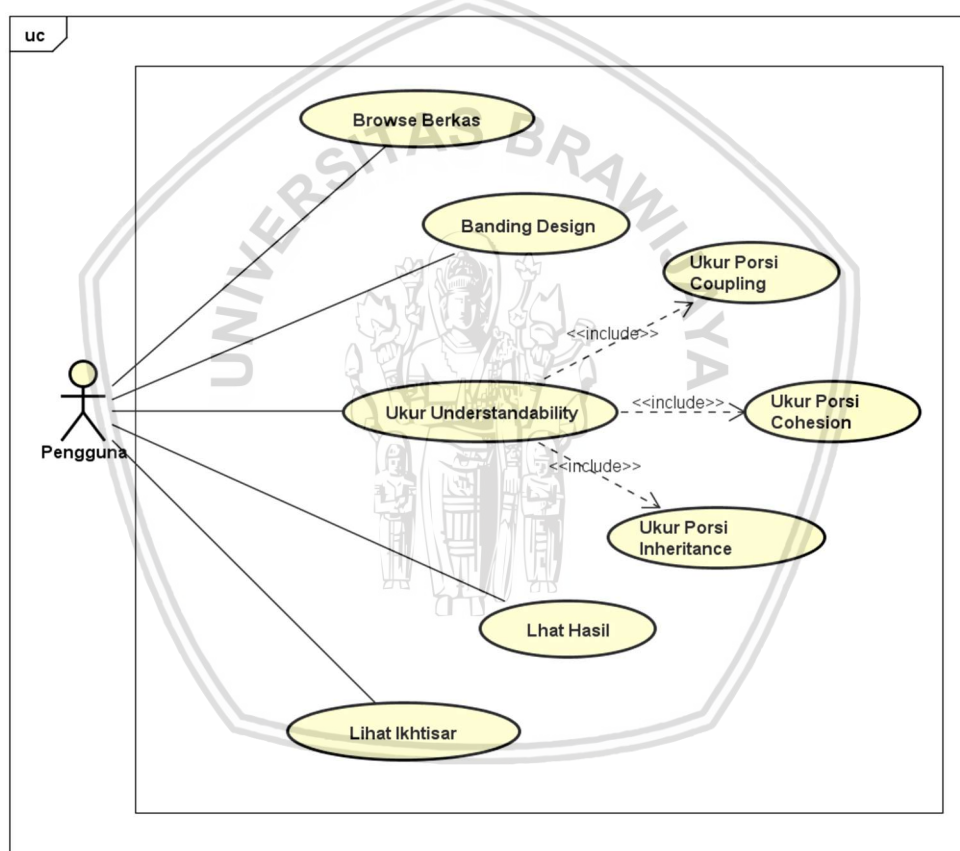 uc
UNIVERSITAS BRAWIJAYA
Browse Berkas
Banding Design
Ukur Porsi
Coupling
<<include>>
Ukur Understandability
<<include>>
Ukur Porsi
Cohesion
Pengguna
<<include>>
Ukur Porsi
Inheritance
Lhat Hasil
Lihat Ikhtisar